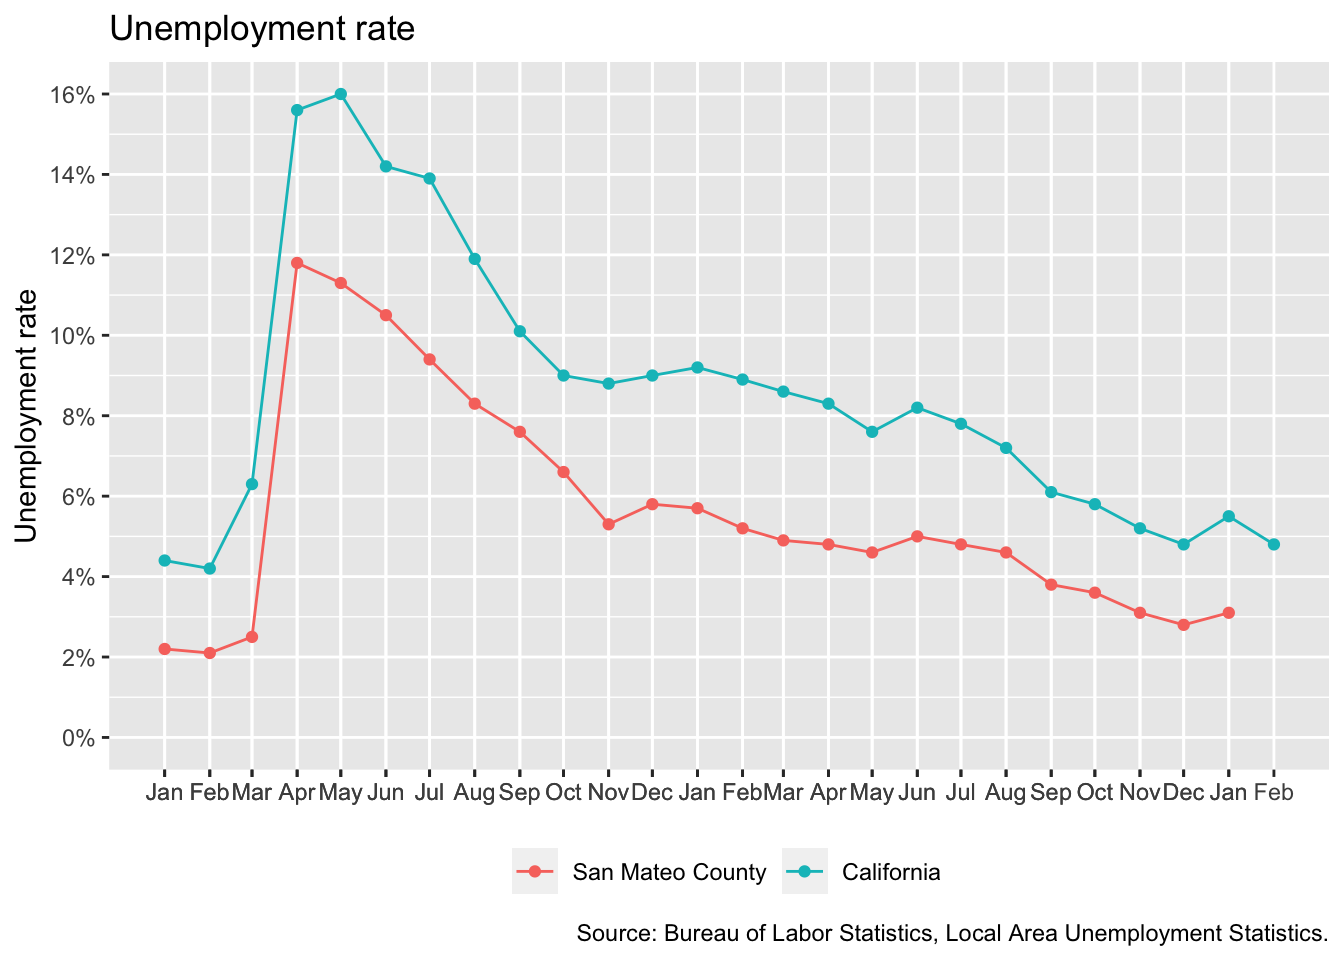 Unemployment rate
Unemployment rate
16%
14%
12%
10%
8%
6%
4%
2%
0%
Jan Feb Mar Apr May Jun Jul Aug Sep Oct Nov Dec Jan Feb Mar Apr May Jun Jul Aug Sep Oct Nov Dec Jan Feb
San Mateo County California
Source: Bureau of Labor Statistics, Local Area Unemployment Statistics.